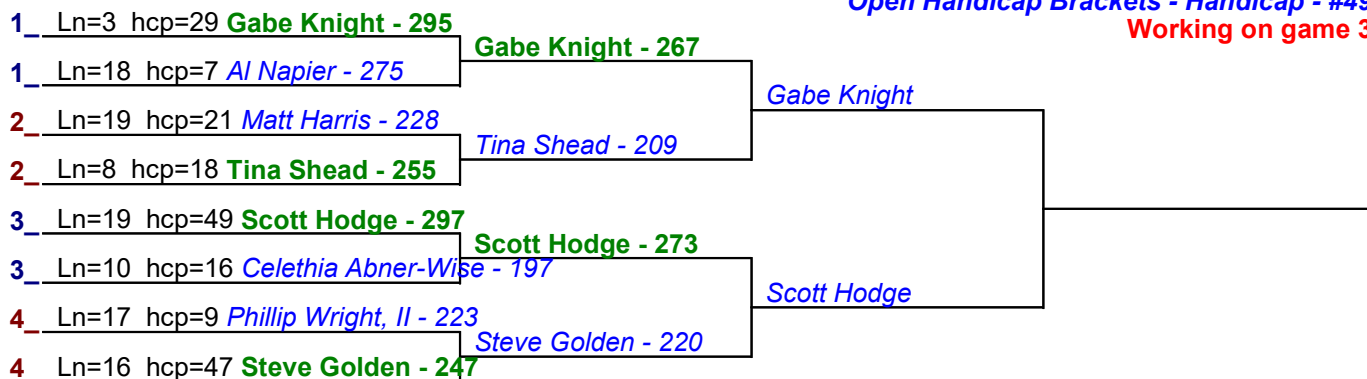 Open Handicap Brackets - Handicap - #49
Working on game 3
1_ Ln=3 hcp=29 Gabe Knight - 295
Gabe Knight - 267
1_ Ln=18 hcp=7 Al Napier - 275
Gabe Knight
2_ Ln=19 hcp=21 Matt Harris - 228
Tina Shead - 209
2_ Ln=8 hcp=18 Tina Shead - 255
3_ Ln=19 hcp=49 Scott Hodge - 297
Scott Hodge - 273
3_ Ln=10 hcp=16 Celethia Abner-Wise - 197
Scott Hodge
4_ Ln=17 hcp=9 Phillip Wright, II - 223
Steve Golden - 220
4 Ln=16 hcp=47 Steve Golden - 247